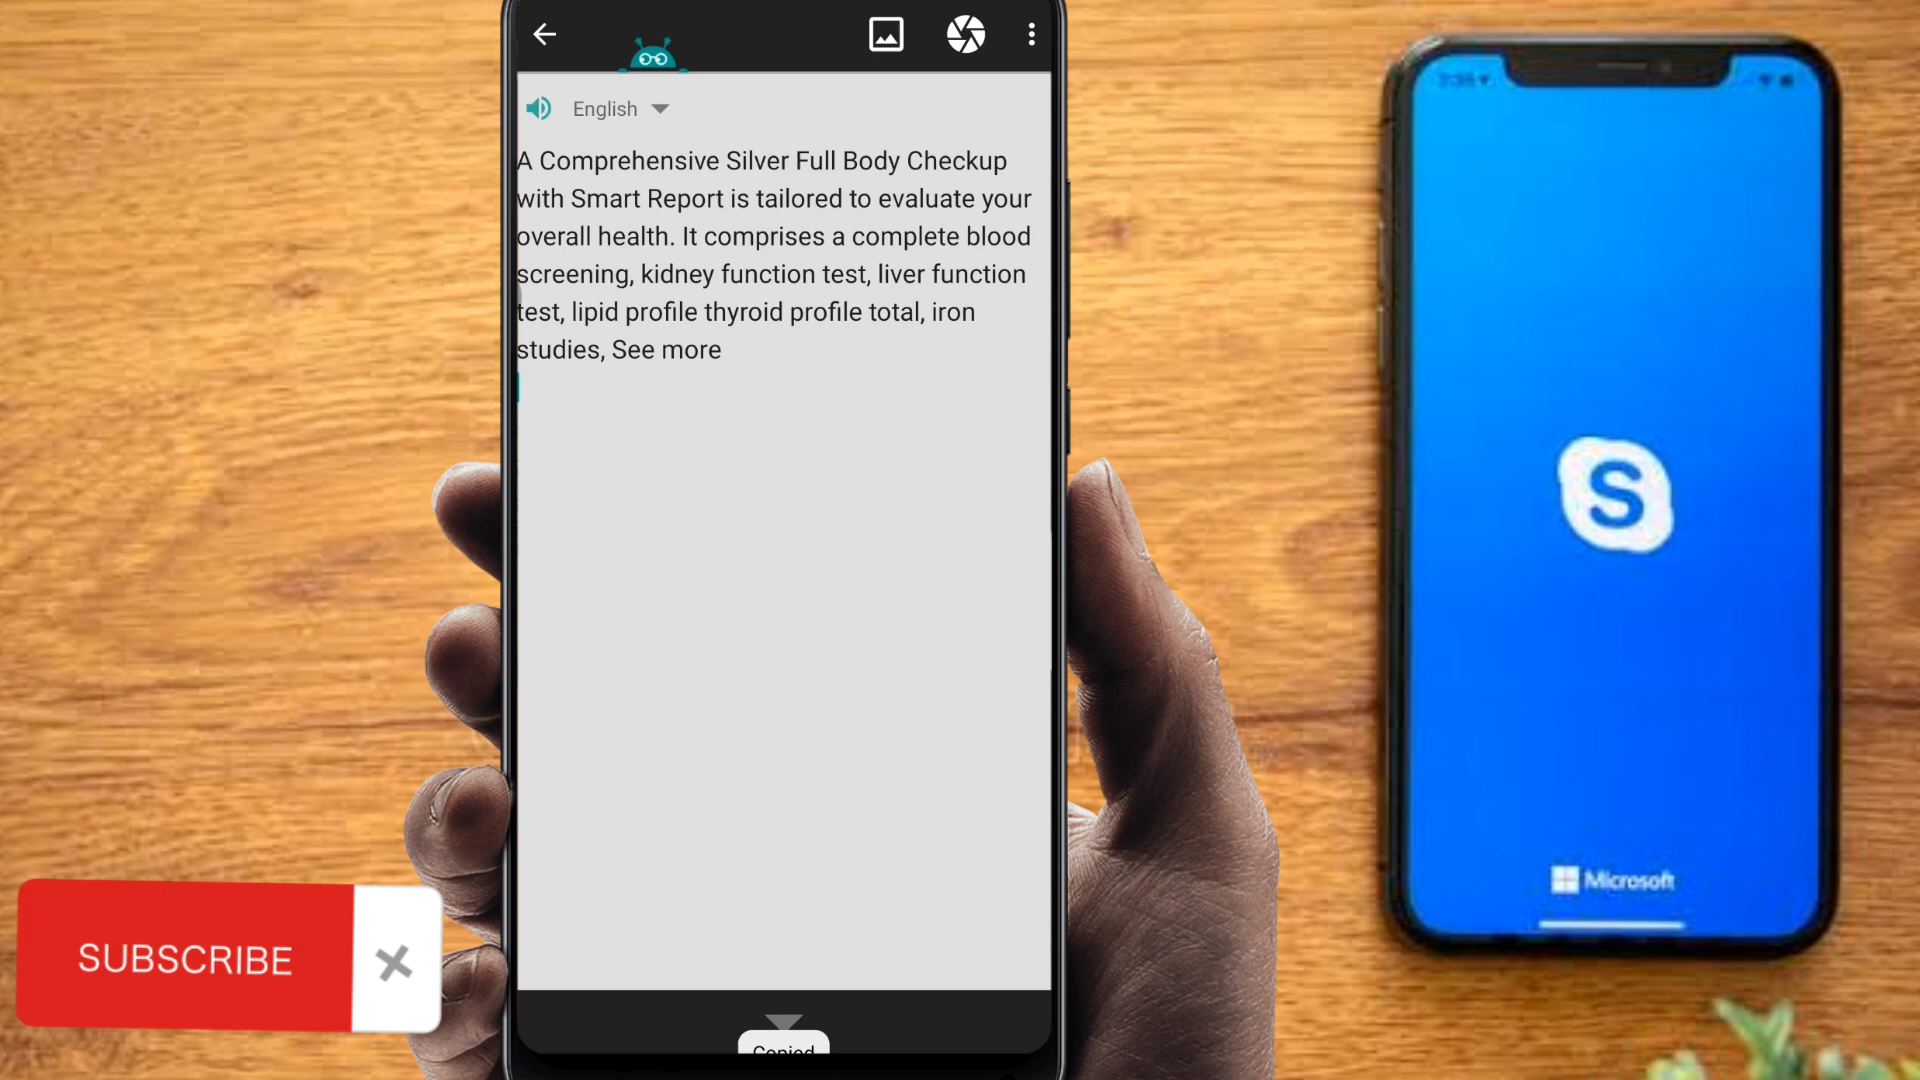 English
A Comprehensive Silver Full Body Checkup
with Smart Report is tailored to evaluate your
overall health. It comprises a complete blood
screening, kidney function test, liver function
test, lipid profile thyroid profile total, iron
studies, See more
Copied
S
Microsoft
SUBSCRIBE